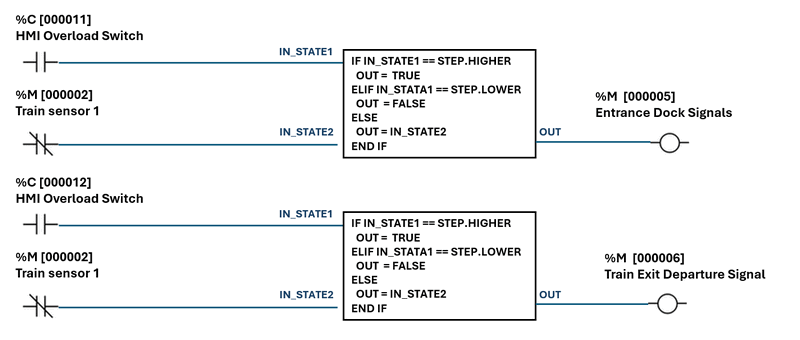 %C [000011]
HMI Overload Switch
IN_STATE1
IF IN_STATE1 == STEP.HIGHER
OUT = TRUE
ELIF IN_STATA1 == STEP.LOWER
OUT = FALSE
ELSE
OUT = IN_STATE2
END IF
%M [000002]
Train sensor 1
IN_STATE2
OUT
%M [000005]
Entrance Dock Signals
%C [000012]
HMI Overload Switch
IN_STATE1
IF IN_STATE1 == STEP.HIGHER
OUT = TRUE
ELIF IN_STATA1 == STEP.LOWER
OUT = FALSE
ELSE
OUT = IN_STATE2
END IF
%M [000002]
Train sensor 1
IN_STATE2
OUT
%M [000006]
Train Exit Departure Signal